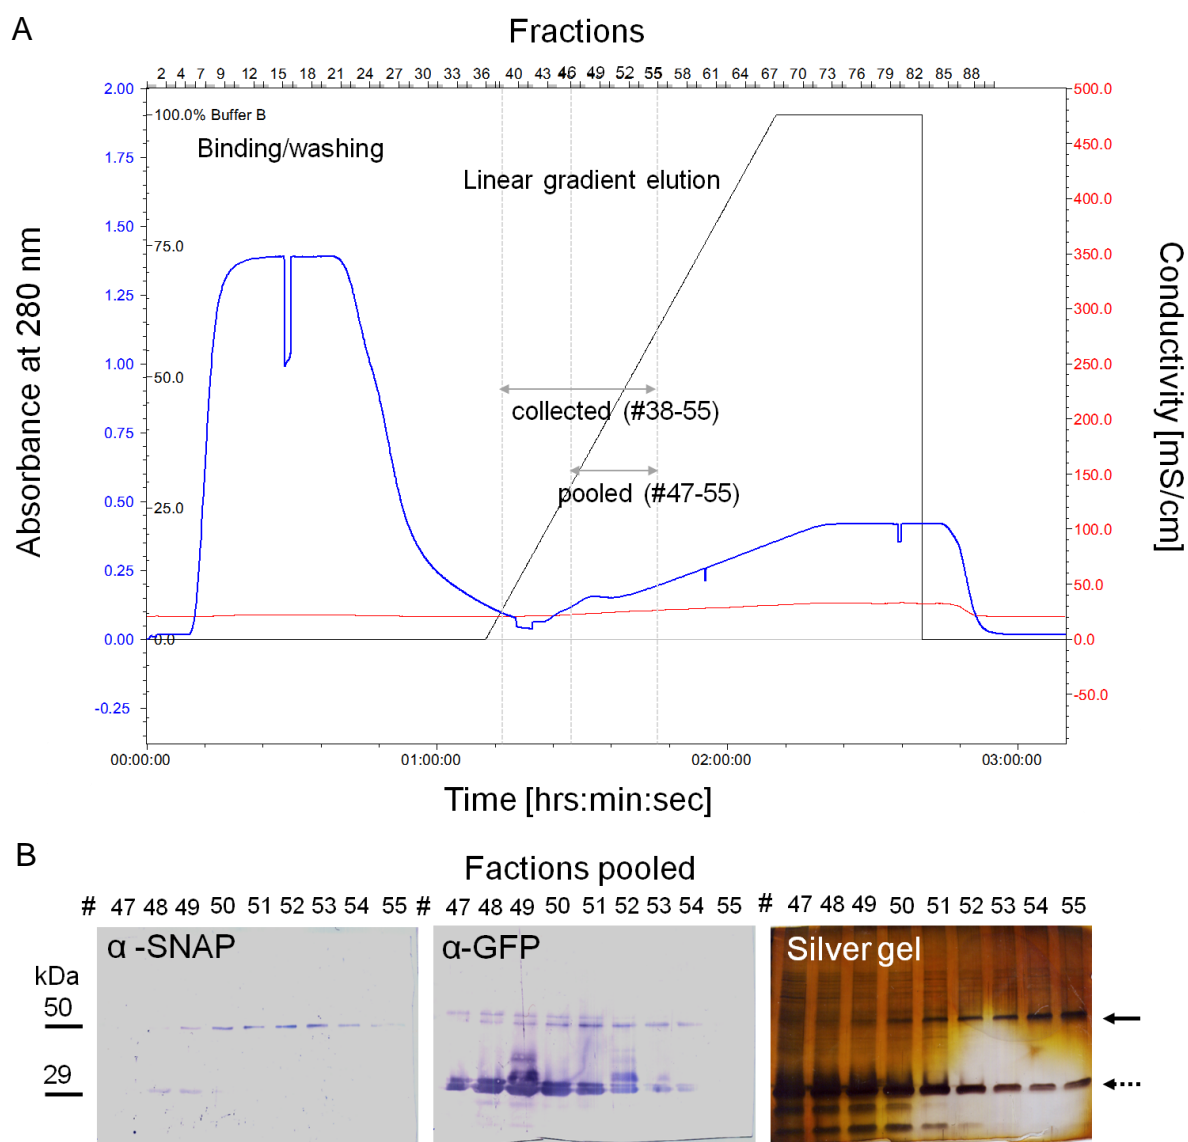 A
Fractions
2 4 7 9 12 15 18 21 24 27 30 33 36 40 43 46 49 52 55 58 61 64 67 70 73 76 79 82 85 88
2.00
1.75
1.50
1.25
1.00
0.75
0.50
0.25
0.00
-0.25
Absorbance at 280 nm
100.0% Buffer B
75.0
50.0
25.0
0.0
Binding/washing
Linear gradient elution
collected (#38-55)
pooled (#47-55)
500.0
450.0
400.0
350.0
300.0
250.0
200.0
150.0
100.0
50.0
0.0
-50.0
Conductivity [mS/cm]
00:00:00 01:00:00 02:00:00 03:00:00
Time [hrs:min:sec]
B
Factions pooled
# 47 48 49 50 51 52 53 54 55 # 47 48 49 50 51 52 53 54 55 # 47 48 49 50 51 52 53 54 55
α -SNAP
α-GFP
Silver gel
kDa
50
29